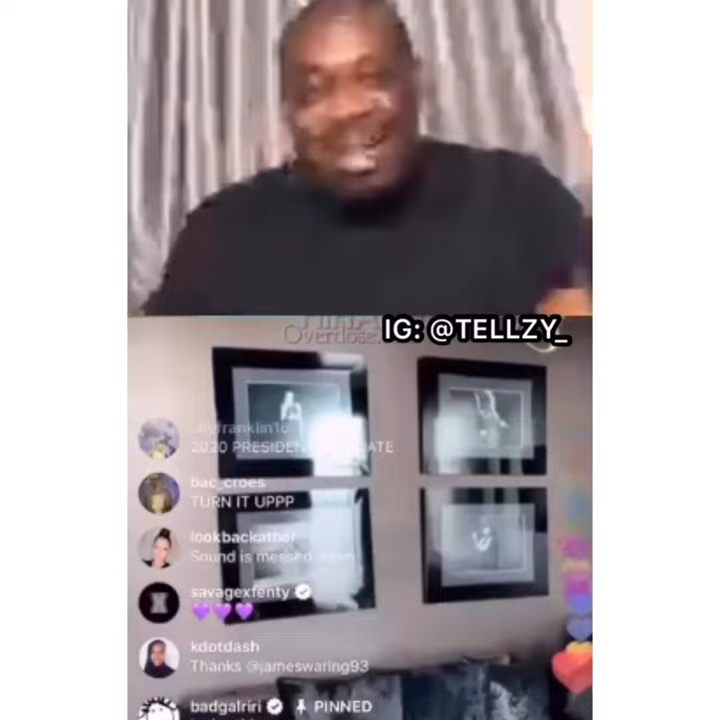 Overdose
IG: @TELLZY_
2020 PRESIDEN
bac_croes
TURN IT UPPP
lookbackather
Sound is messed
savagexfenty
💜💜💜
kdotdash
Thanks @jameswaring93
badgalriri PINNED